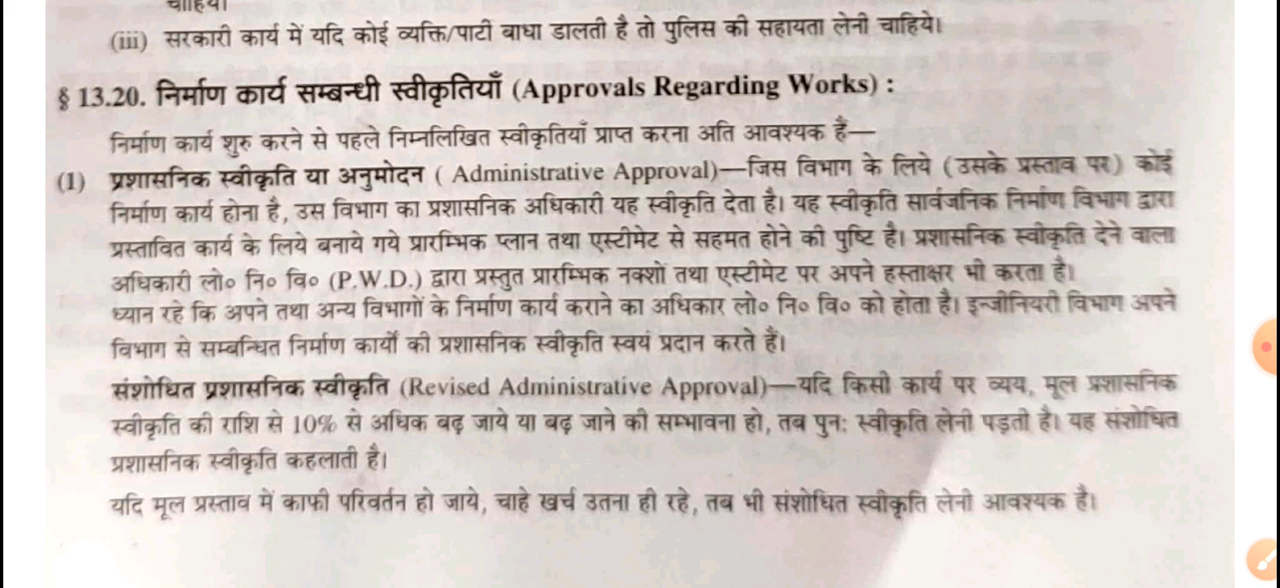 चाहिये।
(iii) सरकारी कार्य में यदि कोई व्यक्ति/पार्टी बाधा डालती है तो पुलिस की सहायता लेनी चाहिये।
§ 13.20. निर्माण कार्य सम्बन्धी स्वीकृतियाँ (Approvals Regarding Works) :
निर्माण कार्य शुरु करने से पहले निम्नलिखित स्वीकृतियाँ प्राप्त करना अति आवश्यक हैं—
(1) प्रशासनिक स्वीकृति या अनुमोदन ( Administrative Approval)—जिस विभाग के लिये (उसके प्रस्ताव पर) कोई
निर्माण कार्य होना है, उस विभाग का प्रशासनिक अधिकारी यह स्वीकृति देता है। यह स्वीकृति सार्वजनिक निर्माण विभाग द्वारा
प्रस्तावित कार्य के लिये बनाये गये प्रारम्भिक प्लान तथा एस्टीमेट से सहमत होने की पुष्टि है। प्रशासनिक स्वीकृति देने वाला
अधिकारी लो० नि० वि० (P.W.D.) द्वारा प्रस्तुत प्रारम्भिक नक्शों तथा एस्टीमेट पर अपने हस्ताक्षर भी करता है।
ध्यान रहे कि अपने तथा अन्य विभागों के निर्माण कार्य कराने का अधिकार लो० नि० वि० को होता है। इन्जीनियरी विभाग अपने
विभाग से सम्बन्धित निर्माण कार्यों की प्रशासनिक स्वीकृति स्वयं प्रदान करते हैं।
संशोधित प्रशासनिक स्वीकृति (Revised Administrative Approval)—यदि किसी कार्य पर व्यय, मूल प्रशासनिक
स्वीकृति की राशि से 10% से अधिक बढ़ जाये या बढ़ जाने की सम्भावना हो, तब पुन: स्वीकृति लेनी पड़ती है। यह संशोधित
प्रशासनिक स्वीकृति कहलाती है।
यदि मूल प्रस्ताव में काफी परिवर्तन हो जाये, चाहे खर्च उतना ही रहे, तब भी संशोधित स्वीकृति लेनी आवश्यक है।